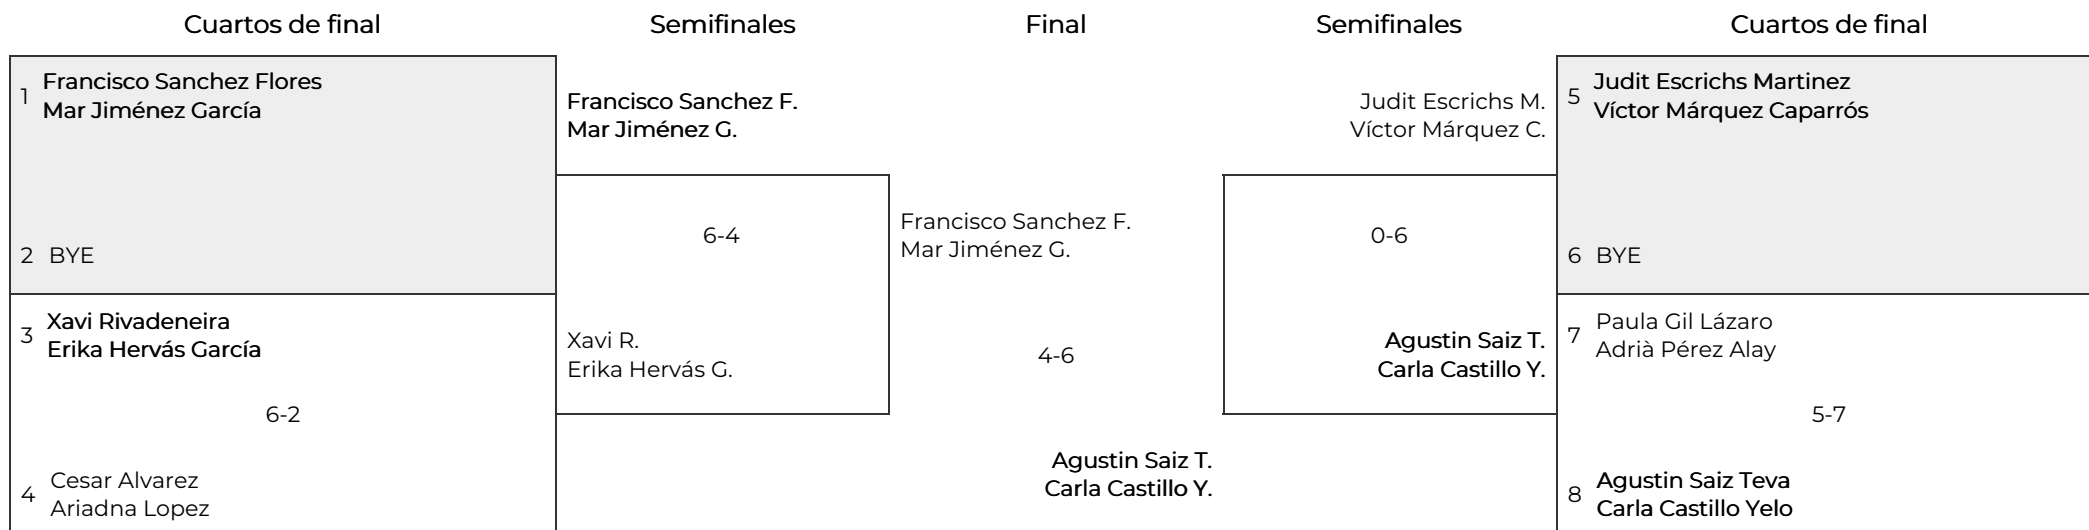 Cuartos de final
Semifinales
Final
Semifinales
Cuartos de final
1
Francisco Sanchez Flores
Mar Jiménez García
2 BYE
3
Xavi Rivadeneira
Erika Hervás García
6-2
4
Cesar Alvarez
Ariadna Lopez
Francisco Sanchez F.
Mar Jiménez G.
6-4
Xavi R.
Erika Hervás G.
Francisco Sanchez F.
Mar Jiménez G.
4-6
Agustin Saiz T.
Carla Castillo Y.
Judit Escrichs M.
Víctor Márquez C.
0-6
Agustin Saiz T.
Carla Castillo Y.
5
Judit Escrichs Martinez
Víctor Márquez Caparrós
6 BYE
7
Paula Gil Lázaro
Adrià Pérez Alay
5-7
8
Agustin Saiz Teva
Carla Castillo Yelo